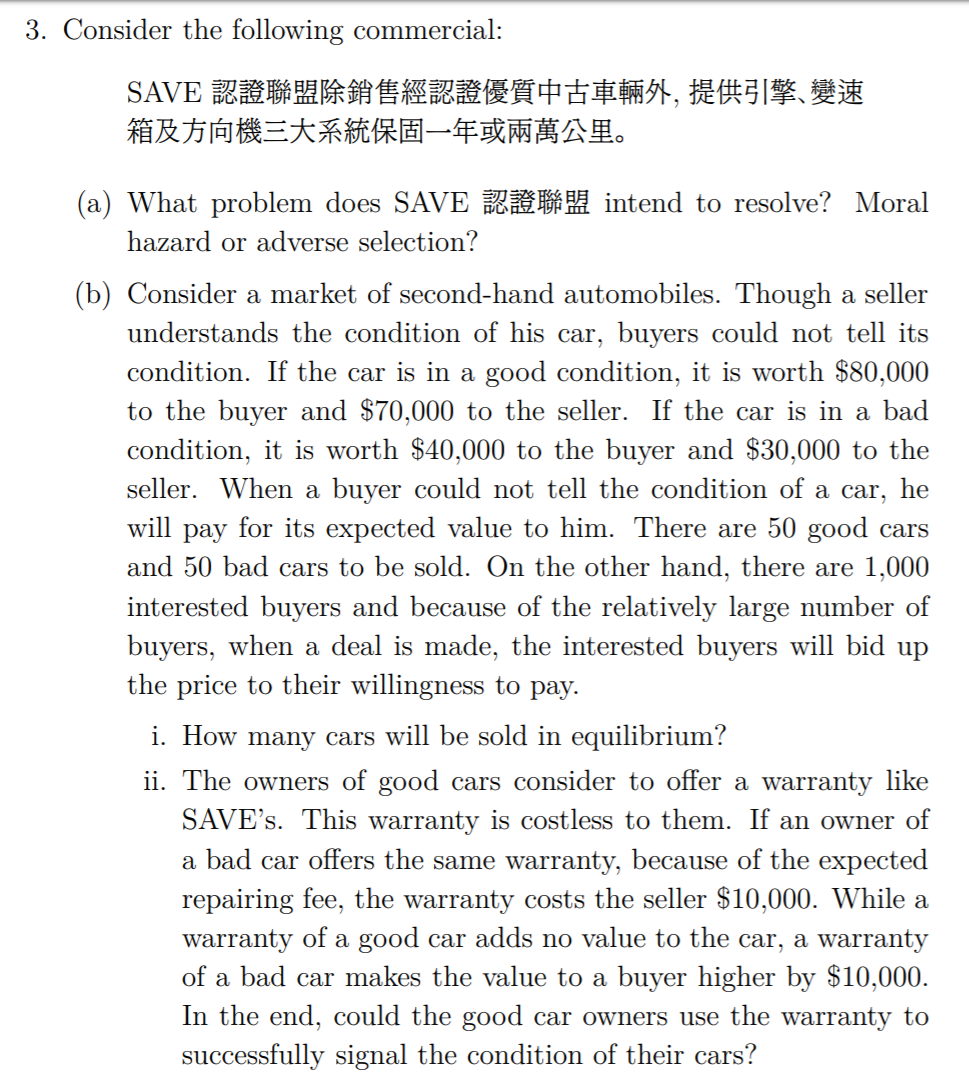 3. Consider the following commercial:
SAVE 認證聯盟除銷售經認證優質中古車輛外, 提供引擎、變速
箱及方向機三大系統保固一年或兩萬公里。
(a) What problem does SAVE 認證聯盟 intend to resolve? Moral
hazard or adverse selection?
(b) Consider a market of second-hand automobiles. Though a seller
understands the condition of his car, buyers could not tell its
condition. If the car is in a good condition, it is worth $80,000
to the buyer and $70,000 to the seller. If the car is in a bad
condition, it is worth $40,000 to the buyer and $30,000 to the
seller. When a buyer could not tell the condition of a car, he
will pay for its expected value to him. There are 50 good cars
and 50 bad cars to be sold. On the other hand, there are 1,000
interested buyers and because of the relatively large number of
buyers, when a deal is made, the interested buyers will bid up
the price to their willingness to pay.
i. How many cars will be sold in equilibrium?
ii. The owners of good cars consider to offer a warranty like
SAVE's. This warranty is costless to them. If an owner of
a bad car offers the same warranty, because of the expected
repairing fee, the warranty costs the seller $10,000. While a
warranty of a good car adds no value to the car, a warranty
of a bad car makes the value to a buyer higher by $10,000.
In the end, could the good car owners use the warranty to
successfully signal the condition of their cars?